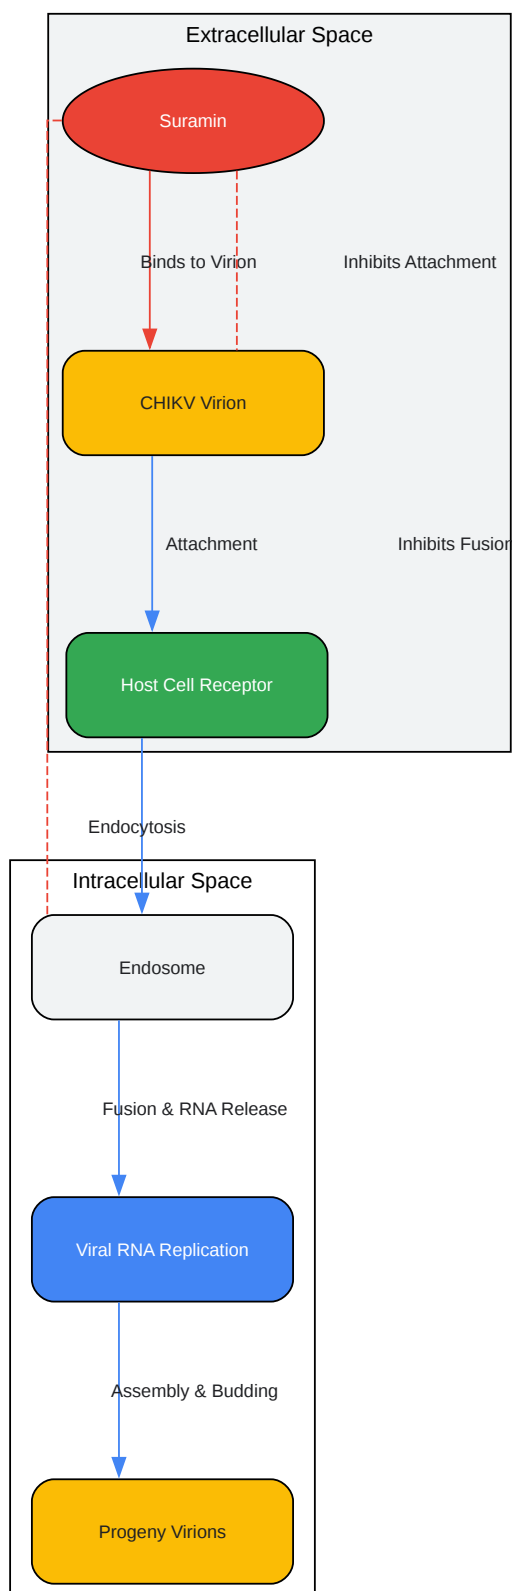 Extracellular Space
Suramin
Binds to Virion
Inhibits Attachment
CHIKV Virion
Attachment
Inhibits Fusion
Host Cell Receptor
Endocytosis
Intracellular Space
Endosome
Fusion & RNA Release
Viral RNA Replication
Assembly & Budding
Progeny Virions